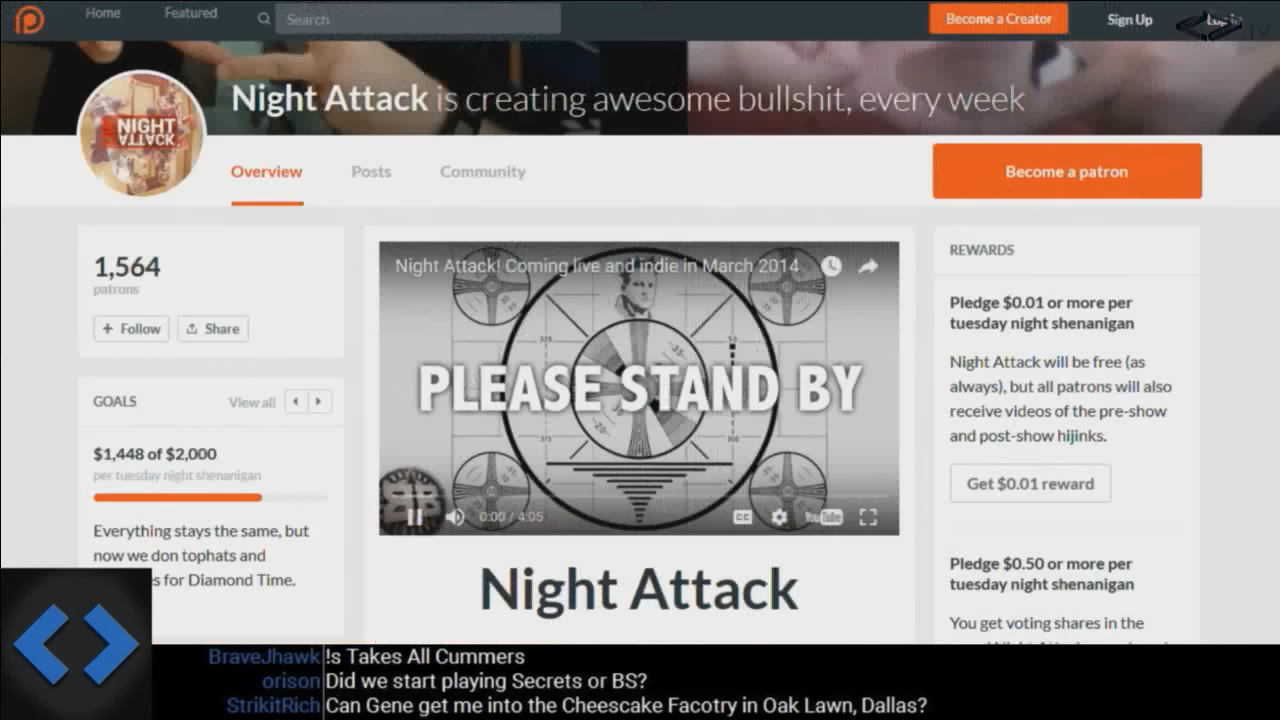 Home
Featured
Search
Become a Creator
Sign Up
Night Attack is creating awesome bullshit, every week
NIGHT
ATTACK
Overview
Posts
Community
Become a patron
1,564
patrons
+ Follow
Share
GOALS
View all
$1,448 of $2,000
per tuesday night shenanigan
Everything stays the same, but
now we don tophats and
s for Diamond Time.
Night Attack! Coming live and indie in March 2014
PLEASE STAND BY
0:00 / 4:05
CC
YouTube
Night Attack
REWARDS
Pledge $0.01 or more per
tuesday night shenanigan
Night Attack will be free (as
always), but all patrons will also
receive videos of the pre-show
and post-show hijinks.
Get $0.01 reward
Pledge $0.50 or more per
tuesday night shenanigan
You get voting shares in the
BraveJhawk !s Takes All Cummers
orison Did we start playing Secrets or BS?
StrikitRich Can Gene get me into the Cheescake Facotry in Oak Lawn, Dallas?